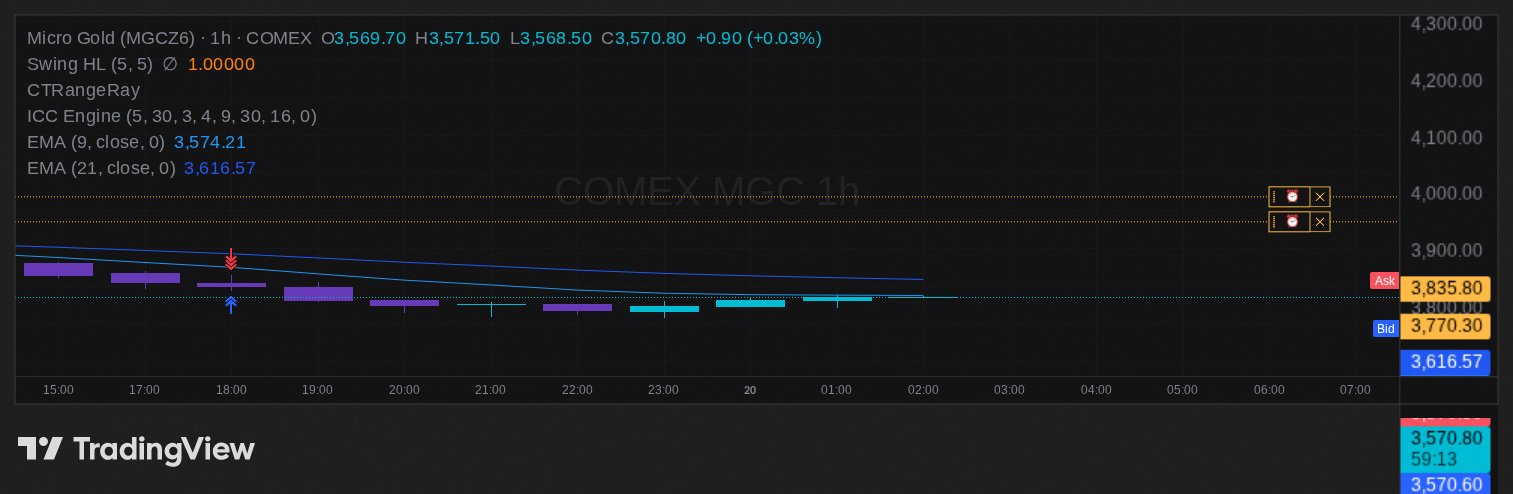 Micro Gold (MGCZ6) · 1h · COMEX O3,569.70 H3,571.50 L3,568.50 C3,570.80 +0.90 (+0.03%)
Swing HL (5, 5) ∅ 1.00000
CTRangeRay
ICC Engine (5, 30, 3, 4, 9, 30, 16, 0)
EMA (9, close, 0) 3,574.21
EMA (21, close, 0) 3,616.57
COMEX MGC 1h
4,300.00
4,200.00
4,100.00
4,000.00
3,900.00
Ask
3,835.80
3,800.00
3,770.30
Bid
3,616.57
15:00 17:00 18:00 19:00 20:00 21:00 22:00 23:00 20 01:00 02:00 03:00 04:00 05:00 06:00 07:00
TradingView
3,570.80
59:13
3,570.60